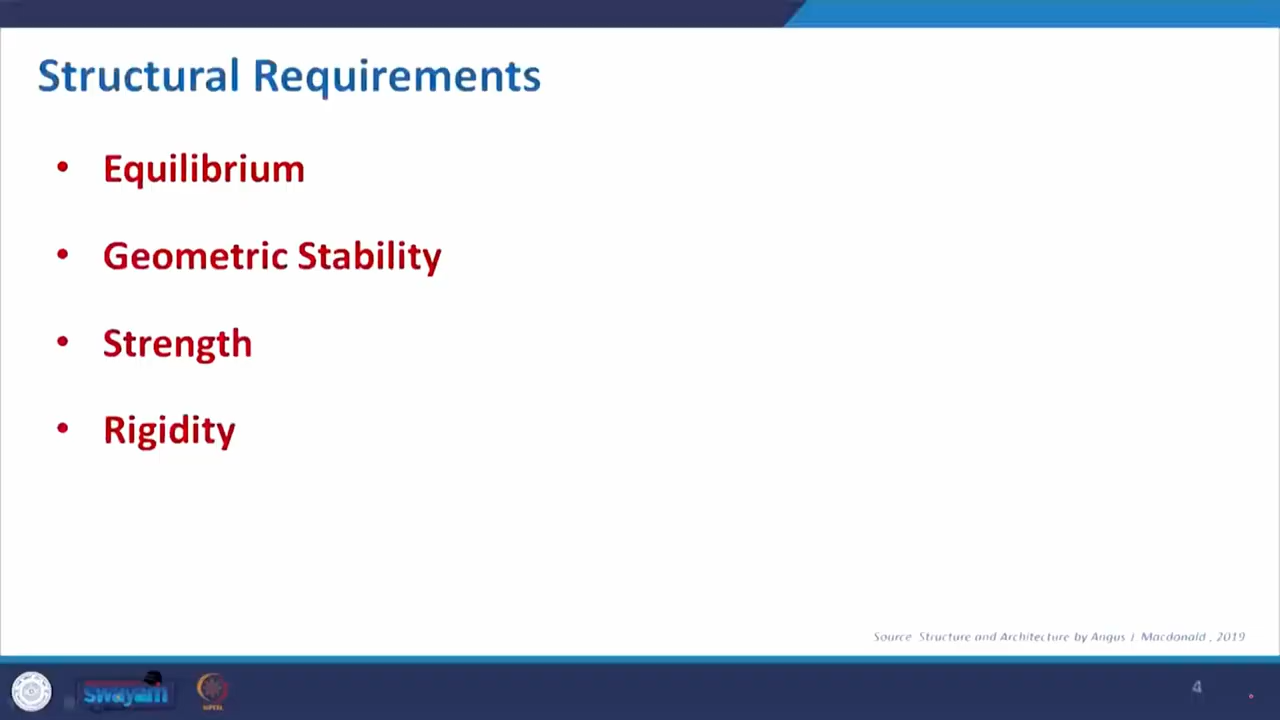 Structural Requirements
• Equilibrium
• Geometric Stability
• Strength
• Rigidity
Source Structure and Architecture by Angus J Macdonald , 2019
swayam
4